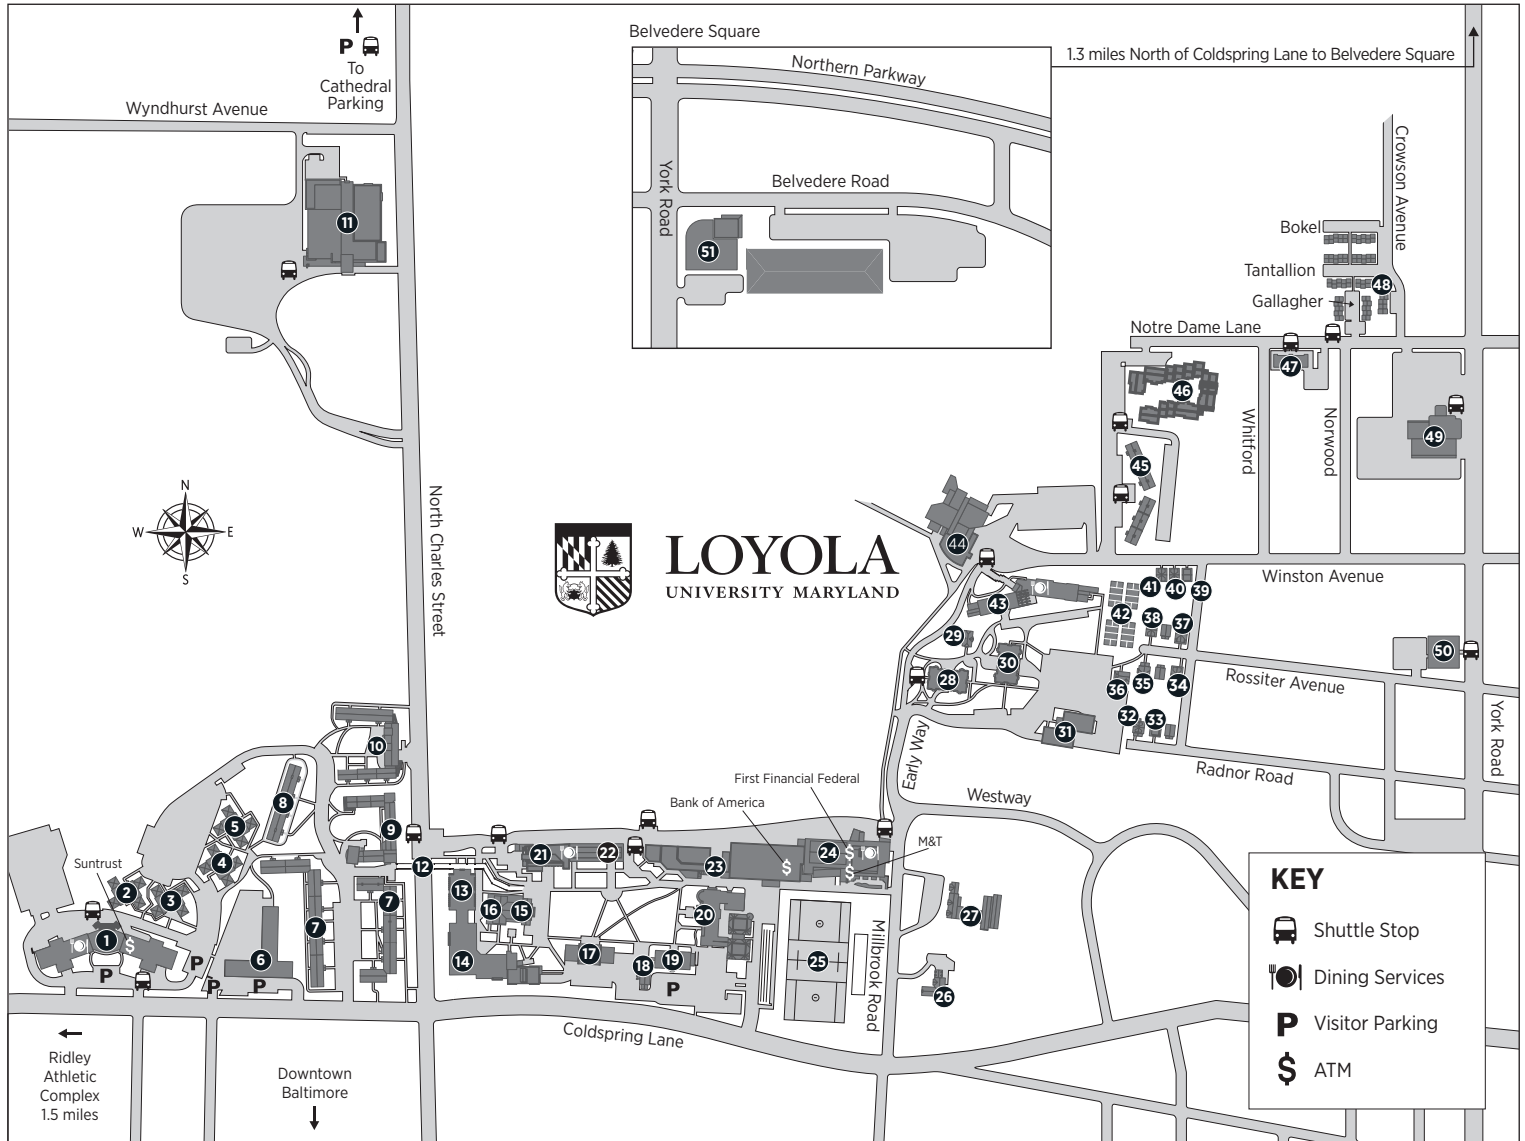 P
To
Cathedral
Parking
Belvedere Square
1.3 miles North of Coldspring Lane to Belvedere Square
Northern Parkway
Wyndhurst Avenue
Crowson Avenue
York Road
Belvedere Road
11
51
Bokel
Tantallion
48
Gallagher
Notre Dame Lane
47
46
Whitford
Norwood
49
45
N
W E
S
North Charles Street
LOYOLA
UNIVERSITY MARYLAND
44
Winston Avenue
41
40
39
43
42
38
37
29
30
50
28
36
35
34
Rossiter Avenue
32
33
31
York Road
10
Early Way
Radnor Road
First Financial Federal
Bank of America
Westway
8
5
9
M&T
Suntrust
4
12
21
22
23
$
24
$
$
2
3
7
7
13
16
15
20
27
1
$
14
17
18
19
25
Millbrook Road
6
P
P
P
P
P
26
Coldspring Lane
Ridley
Athletic
Complex
1.5 miles
Downtown
Baltimore
KEY
Shuttle Stop
Dining Services
P Visitor Parking
$ ATM